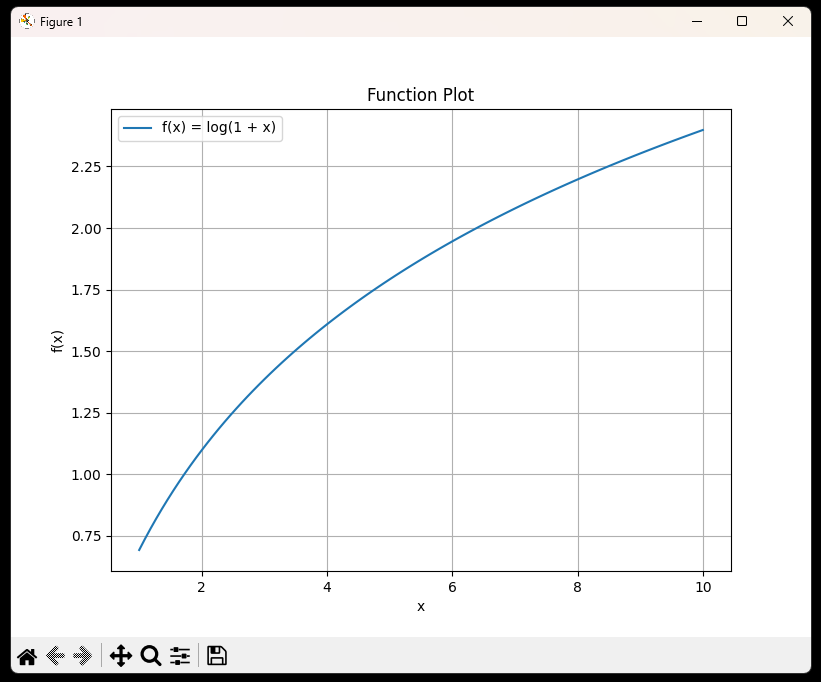 Figure 1
Function Plot
f(x) = log(1 + x)
2.25
2.00
1.75
1.50
1.25
1.00
0.75
f(x)
2 4 6 8 10
x